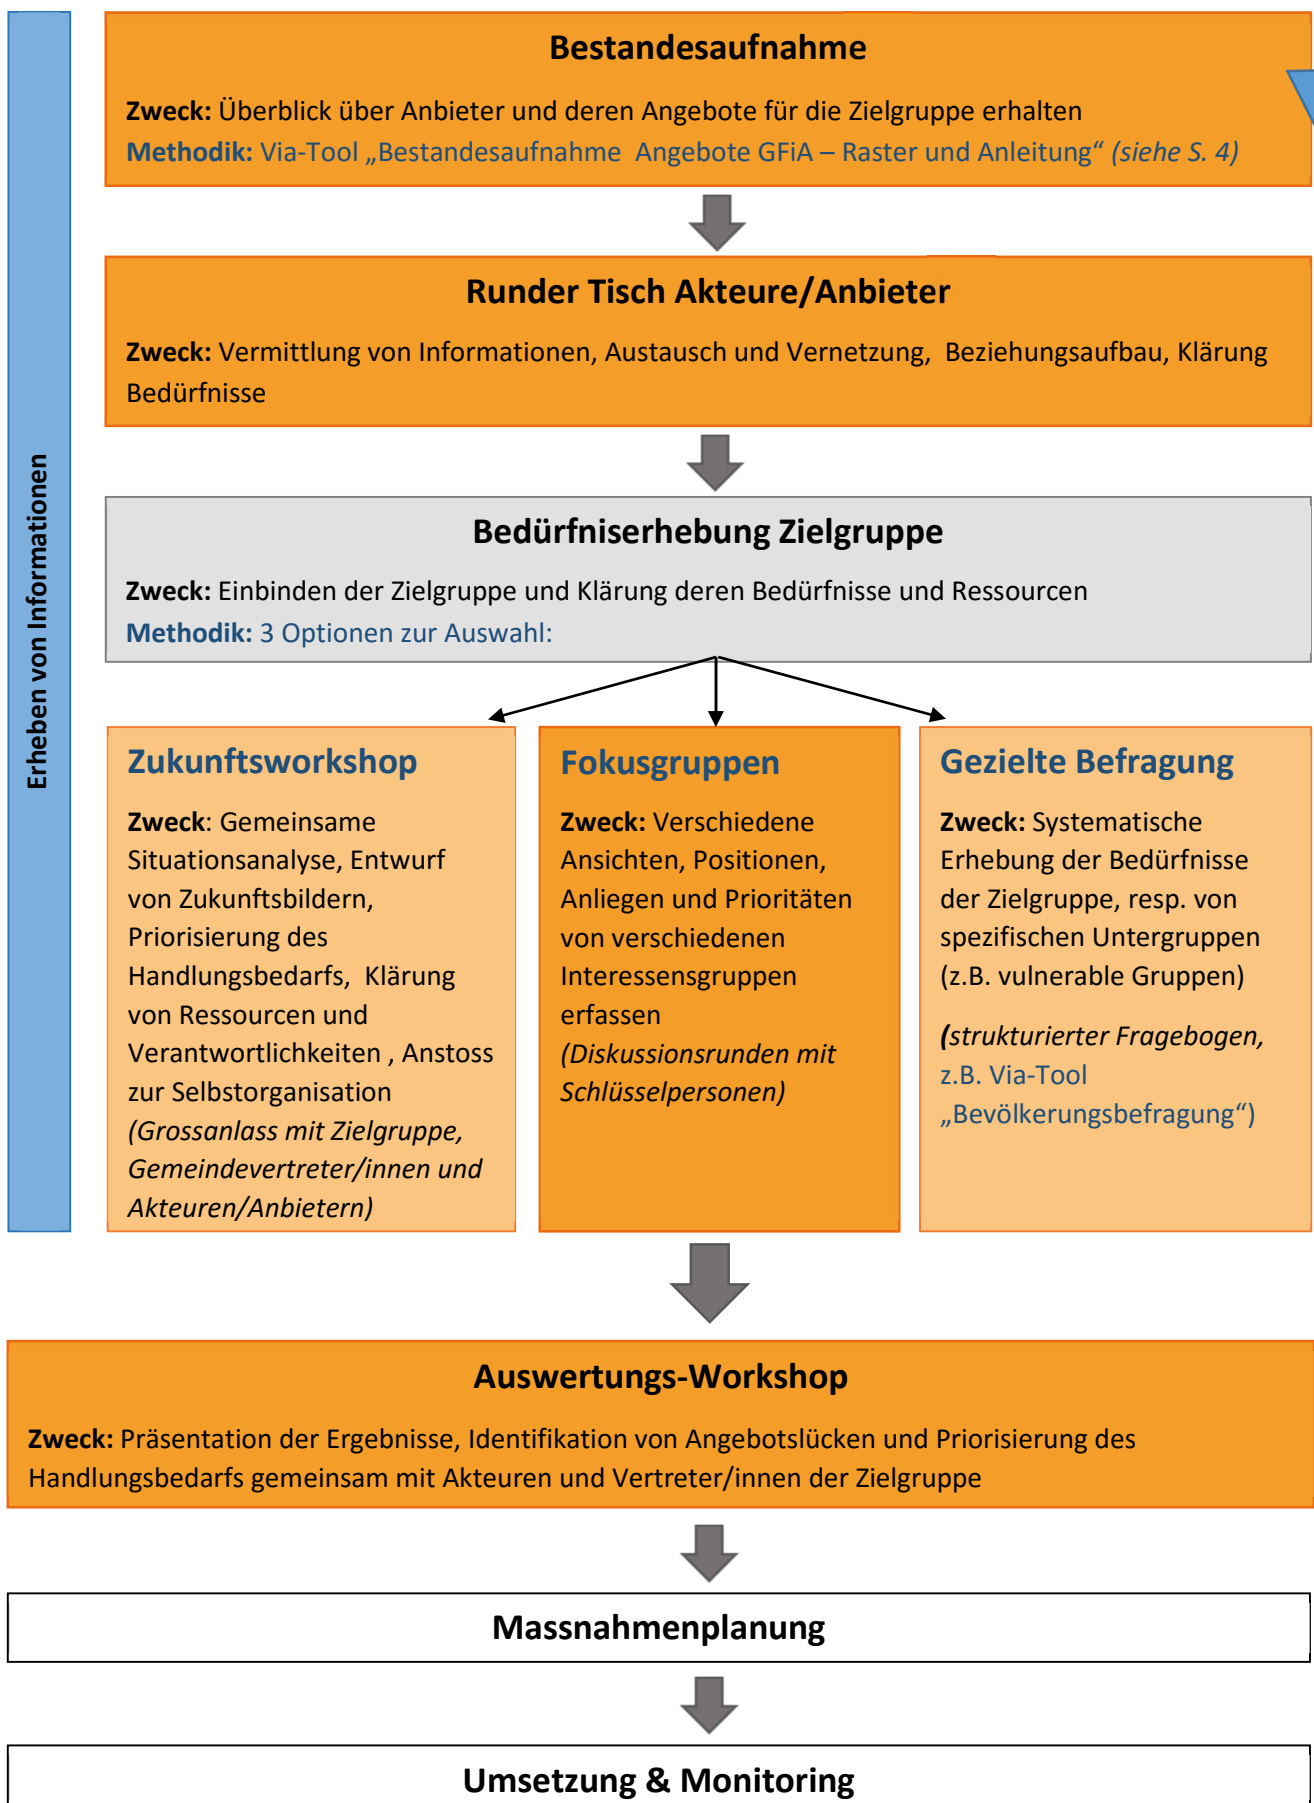 Erheben von Informationen
Bestandesaufnahme
Zweck: Überblick über Anbieter und deren Angebote für die Zielgruppe erhalten
Methodik: Via-Tool „Bestandesaufnahme  Angebote GFiA – Raster und Anleitung“ (siehe S. 4)
Runder Tisch Akteure/Anbieter
Zweck: Vermittlung von Informationen, Austausch und Vernetzung,  Beziehungsaufbau, Klärung
Bedürfnisse
Bedürfniserhebung Zielgruppe
Zweck: Einbinden der Zielgruppe und Klärung deren Bedürfnisse und Ressourcen
Methodik: 3 Optionen zur Auswahl:
Zukunftsworkshop
Zweck: Gemeinsame
Situationsanalyse, Entwurf
von Zukunftsbildern,
Priorisierung des
Handlungsbedarfs,  Klärung
von Ressourcen und
Verantwortlichkeiten , Anstoss
zur Selbstorganisation
(Grossanlass mit Zielgruppe,
Gemeindevertreter/innen und
Akteuren/Anbietern)
Fokusgruppen
Zweck: Verschiedene
Ansichten, Positionen,
Anliegen und Prioritäten
von verschiedenen
Interessensgruppen
erfassen
(Diskussionsrunden mit
Schlüsselpersonen)
Gezielte Befragung
Zweck: Systematische
Erhebung der Bedürfnisse
der Zielgruppe, resp. von
spezifischen Untergruppen
(z.B. vulnerable Gruppen)
(strukturierter Fragebogen,
z.B. Via-Tool
„Bevölkerungsbefragung“)
Auswertungs-Workshop
Zweck: Präsentation der Ergebnisse, Identifikation von Angebotslücken und Priorisierung des
Handlungsbedarfs gemeinsam mit Akteuren und Vertreter/innen der Zielgruppe
Massnahmenplanung
Umsetzung & Monitoring